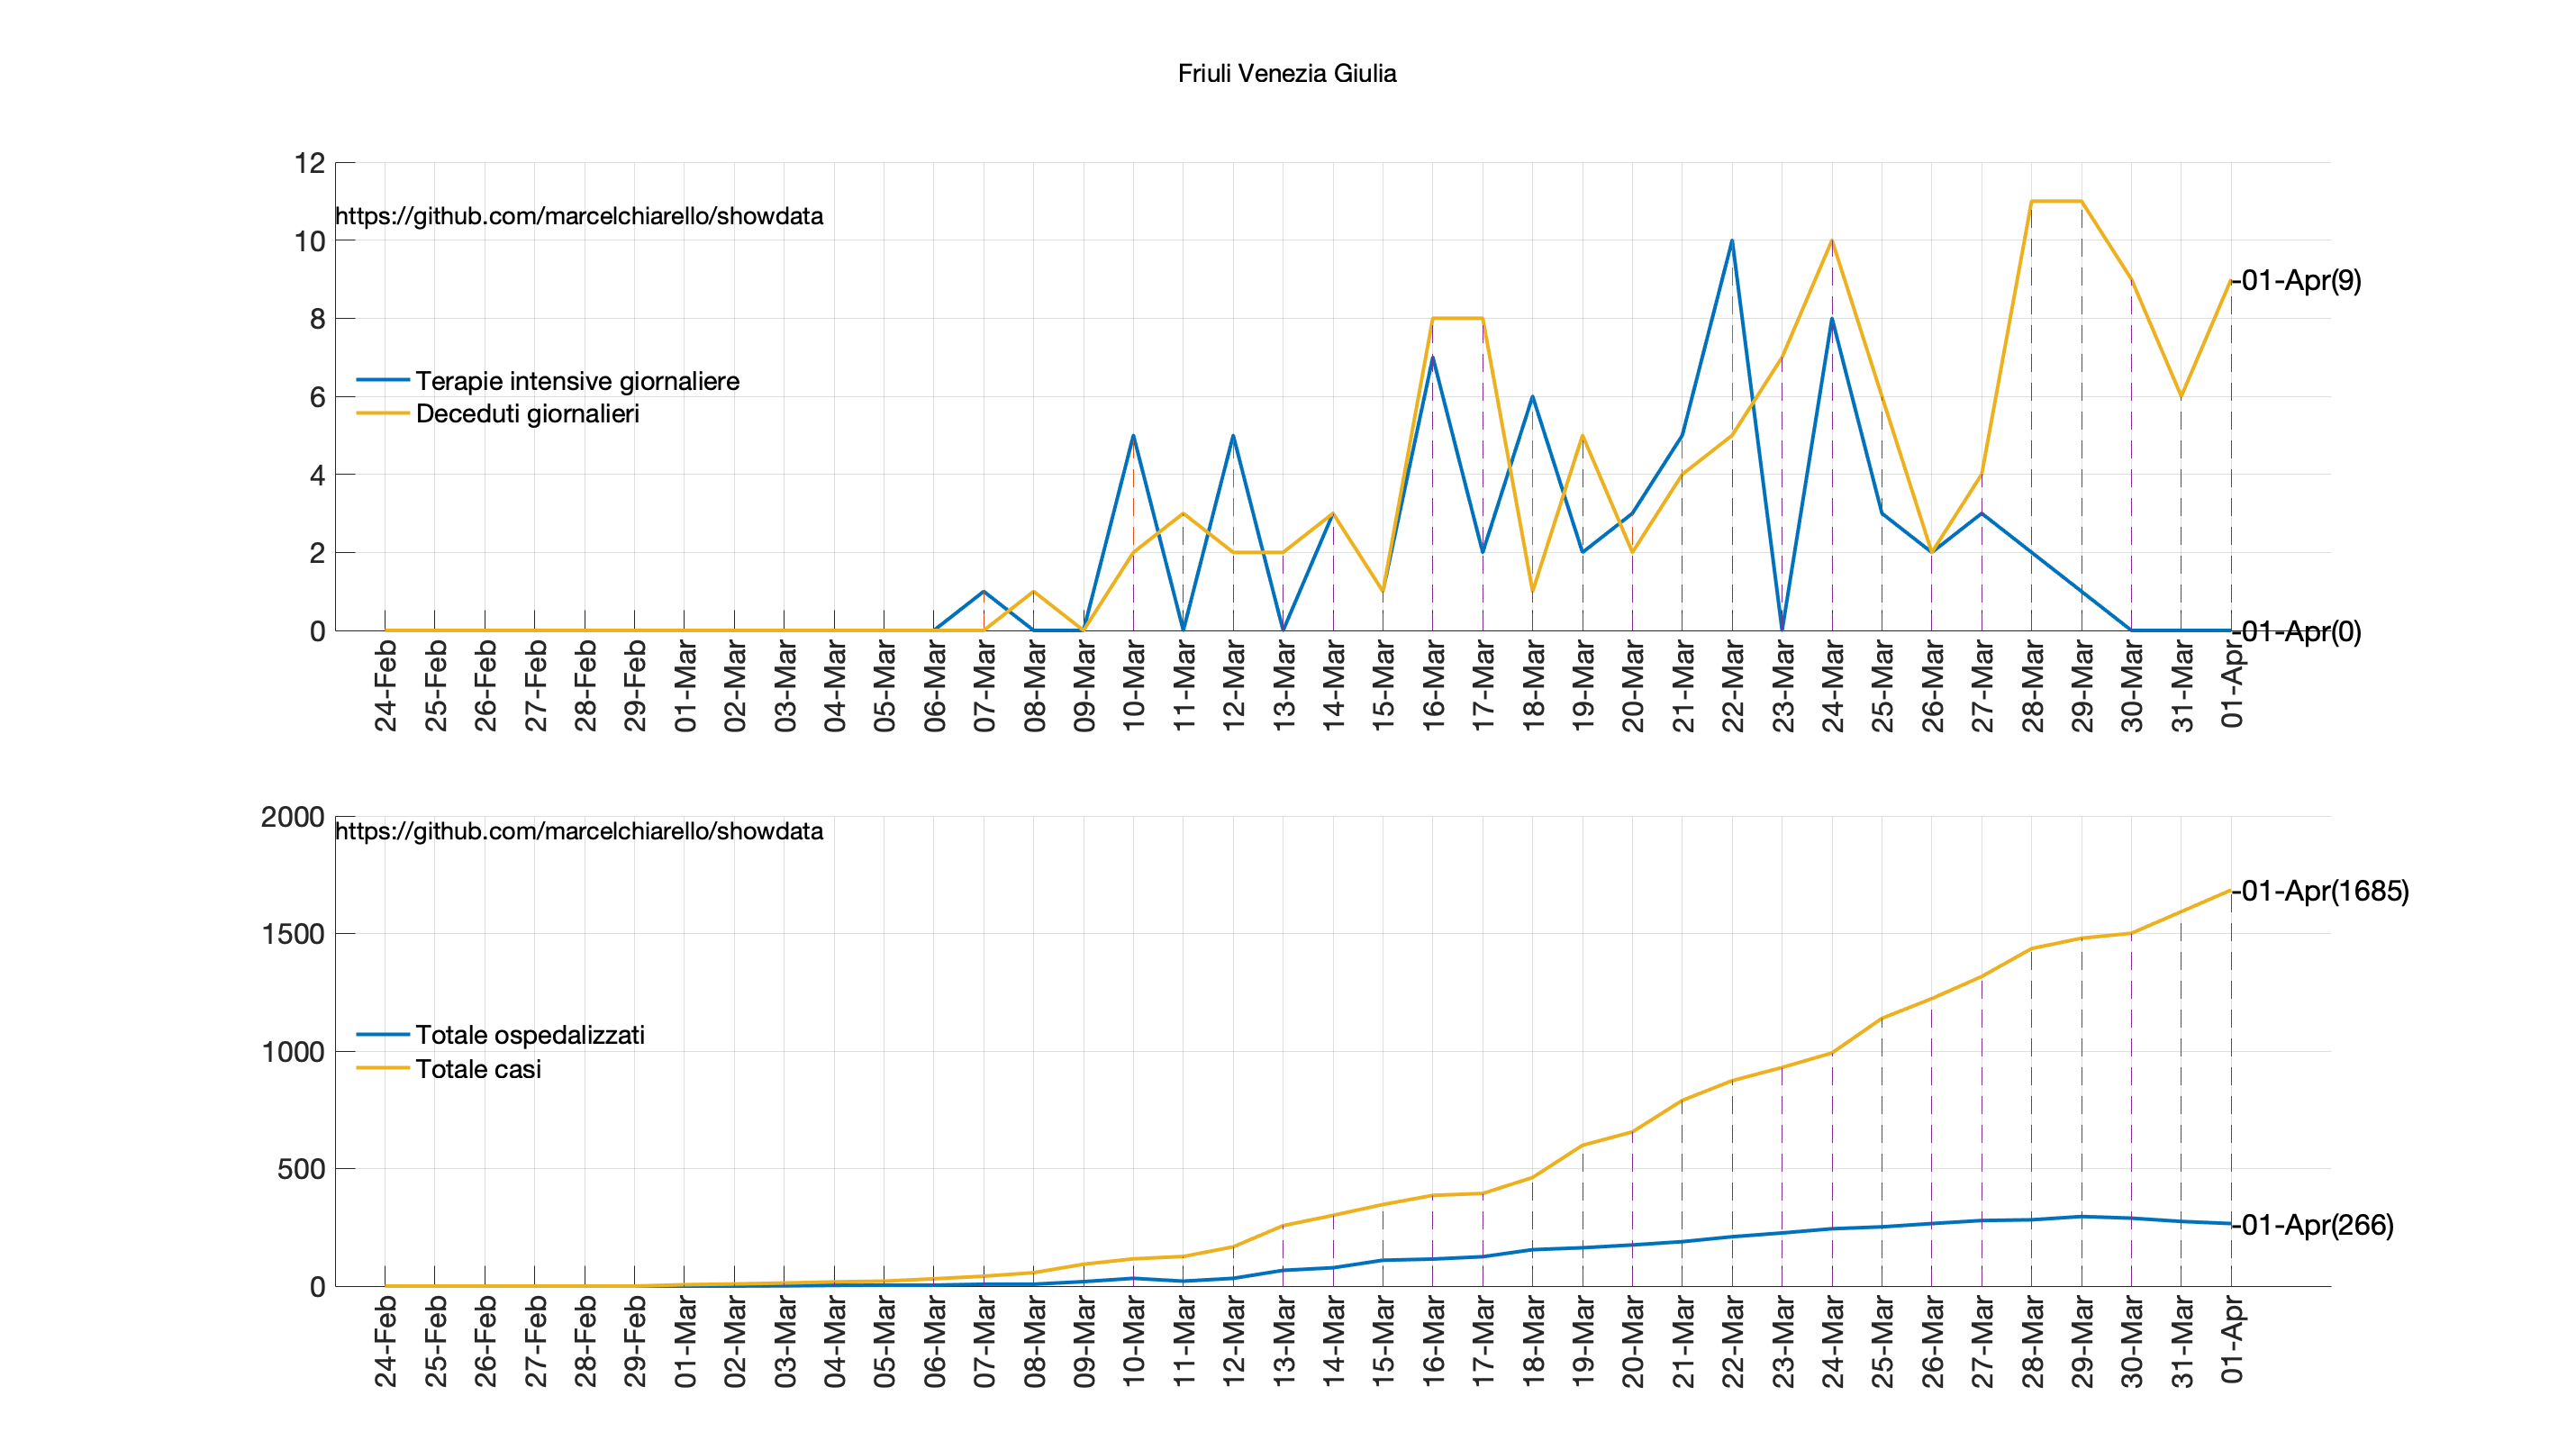 Friuli Venezia Giulia
12
https://github.com/marcelchiarello/showdata
10
-01-Apr(9)
8
Terapie intensive giornaliere
6
Deceduti giornalieri
4
2
0
-01-Apr(0)
24-Feb 25-Feb 26-Feb 27-Feb 28-Feb 29-Feb 01-Mar 02-Mar 03-Mar 04-Mar 05-Mar 06-Mar 07-Mar 08-Mar 09-Mar 10-Mar 11-Mar 12-Mar 13-Mar 14-Mar 15-Mar 16-Mar 17-Mar 18-Mar 19-Mar 20-Mar 21-Mar 22-Mar 23-Mar 24-Mar 25-Mar 26-Mar 27-Mar 28-Mar 29-Mar 30-Mar 31-Mar 01-Apr
2000
https://github.com/marcelchiarello/showdata
-01-Apr(1685)
1500
Totale ospedalizzati
1000
Totale casi
500
-01-Apr(266)
0
24-Feb 25-Feb 26-Feb 27-Feb 28-Feb 29-Feb 01-Mar 02-Mar 03-Mar 04-Mar 05-Mar 06-Mar 07-Mar 08-Mar 09-Mar 10-Mar 11-Mar 12-Mar 13-Mar 14-Mar 15-Mar 16-Mar 17-Mar 18-Mar 19-Mar 20-Mar 21-Mar 22-Mar 23-Mar 24-Mar 25-Mar 26-Mar 27-Mar 28-Mar 29-Mar 30-Mar 31-Mar 01-Apr